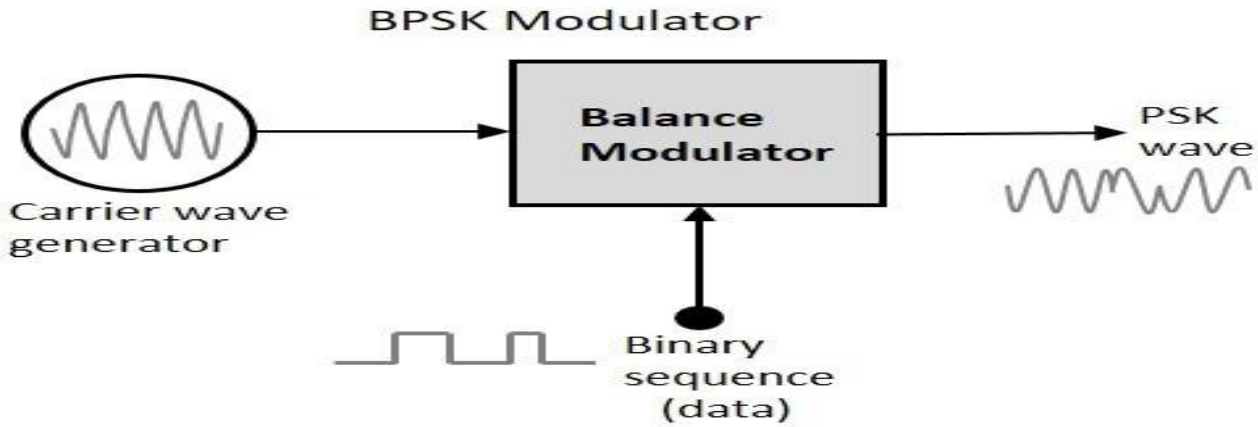 BPSK Modulator
Balance
Modulator
PSK
wave
Carrier wave
generator
Binary
sequence
(data)